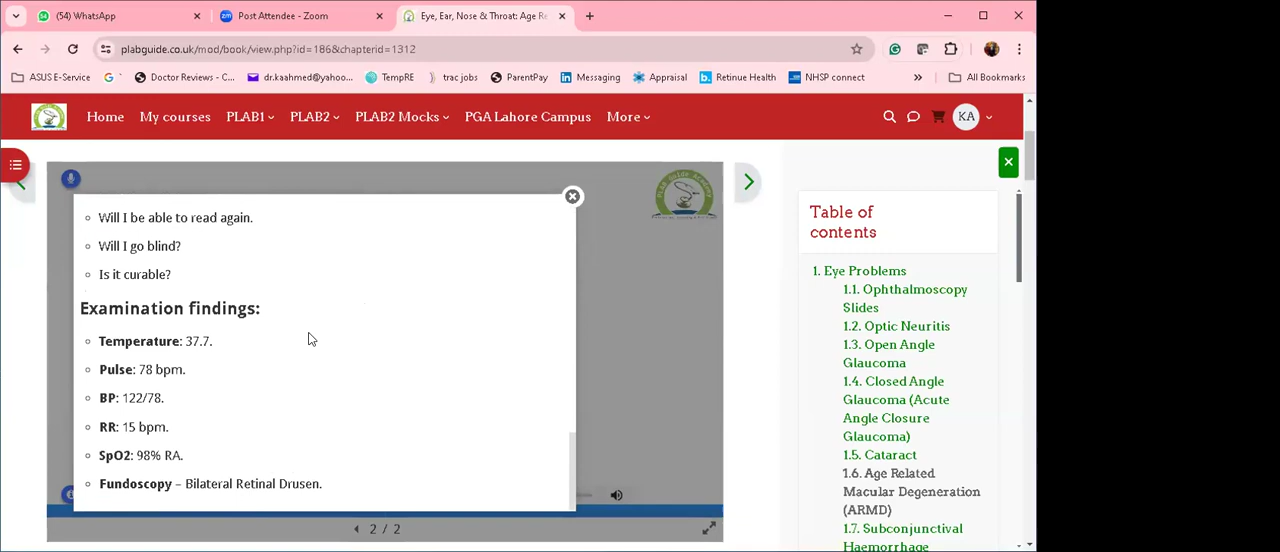 (54) WhatsApp
Post Attendee - Zoom
Eye, Ear, Nose & Throat: Age Re
plabguide.co.uk/mod/book/view.php?id=186&chapterid=1312
ASUS E-Service
Doctor Reviews - C...
dr.kaahmed@yahoo...
TempRE
trac jobs
ParentPay
Messaging
Appraisal
Retinue Health
NHSP connect
»
All Bookmarks
Home
My courses
PLAB1
PLAB2
PLAB2 Mocks
PGA Lahore Campus
More
KA
Will I be able to read again.
Will I go blind?
Is it curable?
Examination findings:
Temperature: 37.7.
Pulse: 78 bpm.
BP: 122/78.
RR: 15 bpm.
SpO2: 98% RA.
Fundoscopy – Bilateral Retinal Drusen.
2 / 2
Table of
contents
1. Eye Problems
1.1. Ophthalmoscopy
Slides
1.2. Optic Neuritis
1.3. Open Angle
Glaucoma
1.4. Closed Angle
Glaucoma (Acute
Angle Closure
Glaucoma)
1.5. Cataract
1.6. Age Related
Macular Degeneration
(ARMD)
1.7. Subconjunctival
Haemorrhage